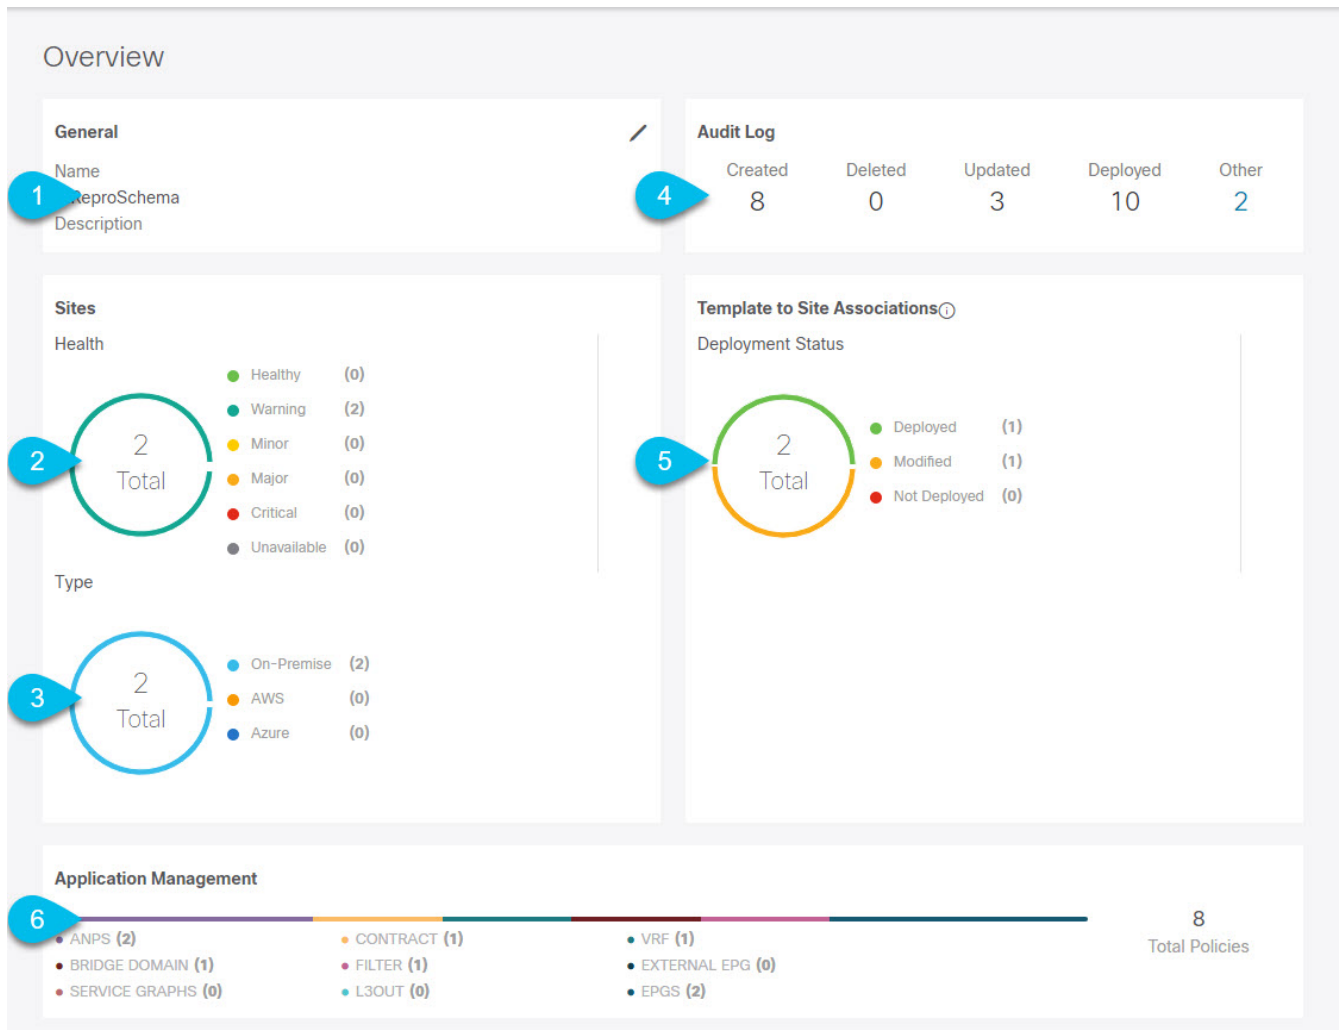 Overview
General
Name
1
ReproSchema
Description
Audit Log
Created Deleted Updated Deployed Other
4
8 0 3 10 2
Sites
Health
2
2
Total
Healthy (0)
Warning (2)
Minor (0)
Major (0)
Critical (0)
Unavailable (0)
Type
3
2
Total
On-Premise (2)
AWS (0)
Azure (0)
Template to Site Associations
Deployment Status
5
2
Total
Deployed (1)
Modified (1)
Not Deployed (0)
Application Management
6
ANPS (2) CONTRACT (1) VRF (1)
BRIDGE DOMAIN (1) FILTER (1) EXTERNAL EPG (0)
SERVICE GRAPHS (0) L3OUT (0) EPGS (2)
8
Total Policies